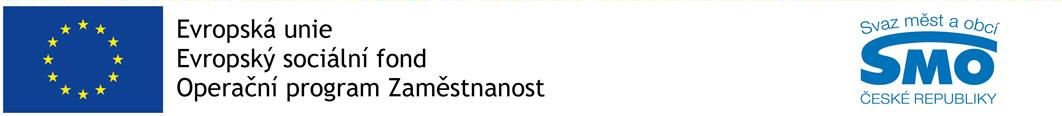 Evropská unie
Evropský sociální fond
Operační program Zaměstnanost
Svaz měst a obcí
SMO
ČESKÉ REPUBLIKY